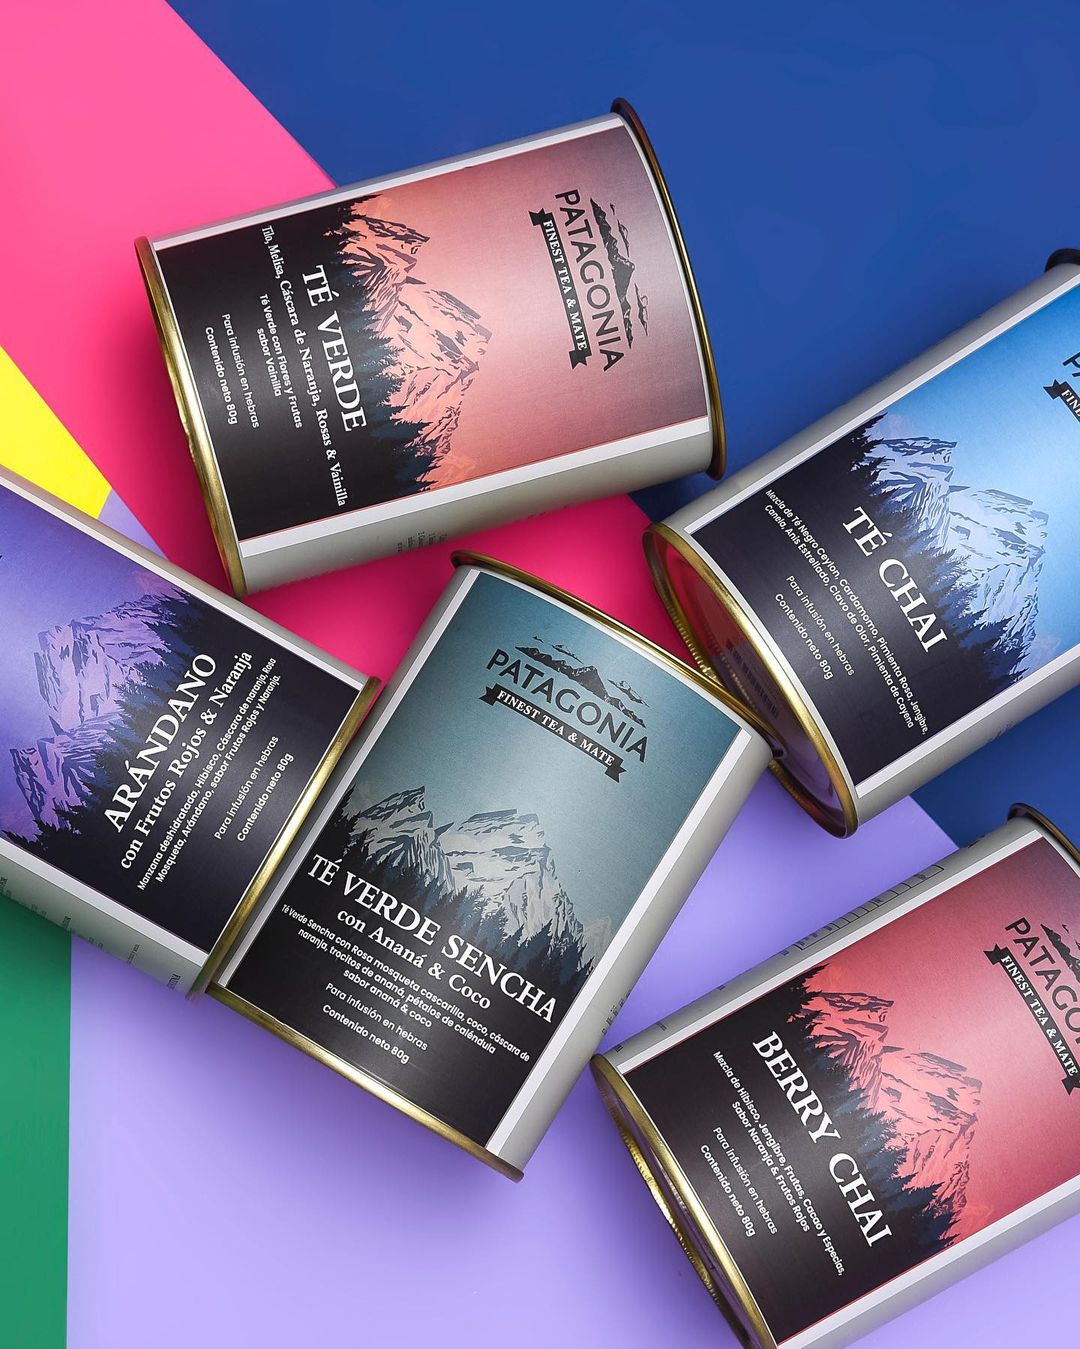 PATAGONIA
FINEST TEA & MATE
TÉ VERDE
Tilo, Melisa, Cáscara de Naranja, Rosas & Vainilla
Té Verde con Flores y Frutas
sabor Vainilla
Para infusión en hebras
Contenido neto 80g
TÉ CHAI
Mezcla de Té Negro Ceylon, Cardamomo, Pimienta Rosa, Jengibre,
Canela, Anís Estrellado, Clavo de Olor, Pimienta de Cayena
Para infusión en hebras
Contenido neto 80g
ARÁNDANO
con Frutos Rojos & Naranja
Manzana deshidratada, Hibisco, Cáscara de naranja, Rosa
Mosqueta, Arándano, sabor Frutos Rojos y Naranja.
Para infusión en hebras
Contenido neto 80g
PATAGONIA
FINEST TEA & MATE
TÉ VERDE SENCHA
con Ananá & Coco
Té Verde Sencha con Rosa mosqueta cascarilla, coco, cáscara de
naranja, trocitos de ananá, pétalos de caléndula
sabor ananá & coco
Para infusión en hebras
Contenido neto 80g
PATAGON
FINEST TEA & MATE
BERRY CHAI
Mezcla de Hibisco, Jengibre, Frutas, Cacao y Especias,
Sabor Naranja & Frutos Rojos
Para infusión en hebras
Contenido neto 80g